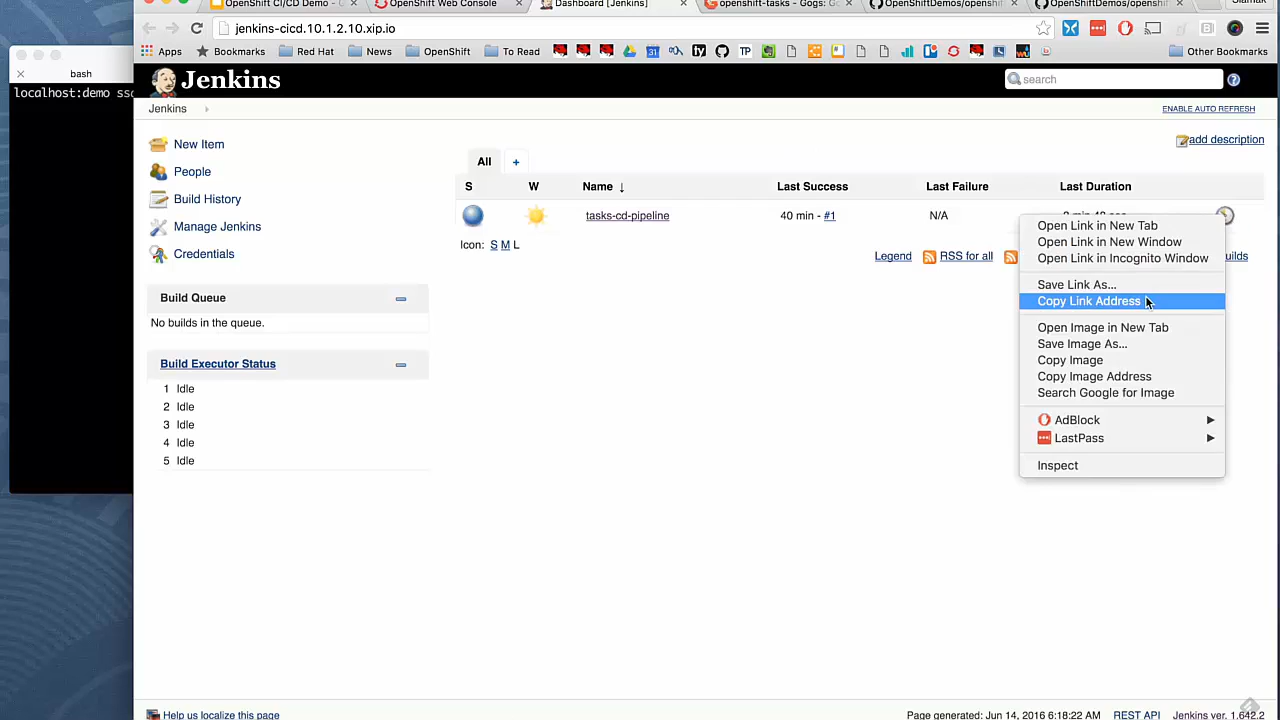 OpenShift CI/CD Demo - G
OpenShift Web Console
Dashboard [Jenkins]
openshift-tasks - Gogs: Go
OpenShiftDemos/openshif
OpenShiftDemos/openshif
jenkins-cicd.10.1.2.10.xip.io
Apps
Bookmarks
Red Hat
News
OpenShift
To Read
Other Bookmarks
bash
localhost:demo sso
Jenkins
search
Jenkins
ENABLE AUTO REFRESH
New Item
People
Build History
Manage Jenkins
Credentials
add description
All +
S W Name ↓ Last Success Last Failure Last Duration
tasks-cd-pipeline 40 min - #1 N/A
Icon: S M L
Legend RSS for all
uilds
Build Queue
No builds in the queue.
Build Executor Status
1 Idle
2 Idle
3 Idle
4 Idle
5 Idle
Open Link in New Tab
Open Link in New Window
Open Link in Incognito Window
Save Link As...
Copy Link Address
Open Image in New Tab
Save Image As...
Copy Image
Copy Image Address
Search Google for Image
AdBlock
LastPass
Inspect
Help us localize this page
Page generated: Jun 14, 2016 6:18:22 AM REST API Jenkins ver. 1.642.2